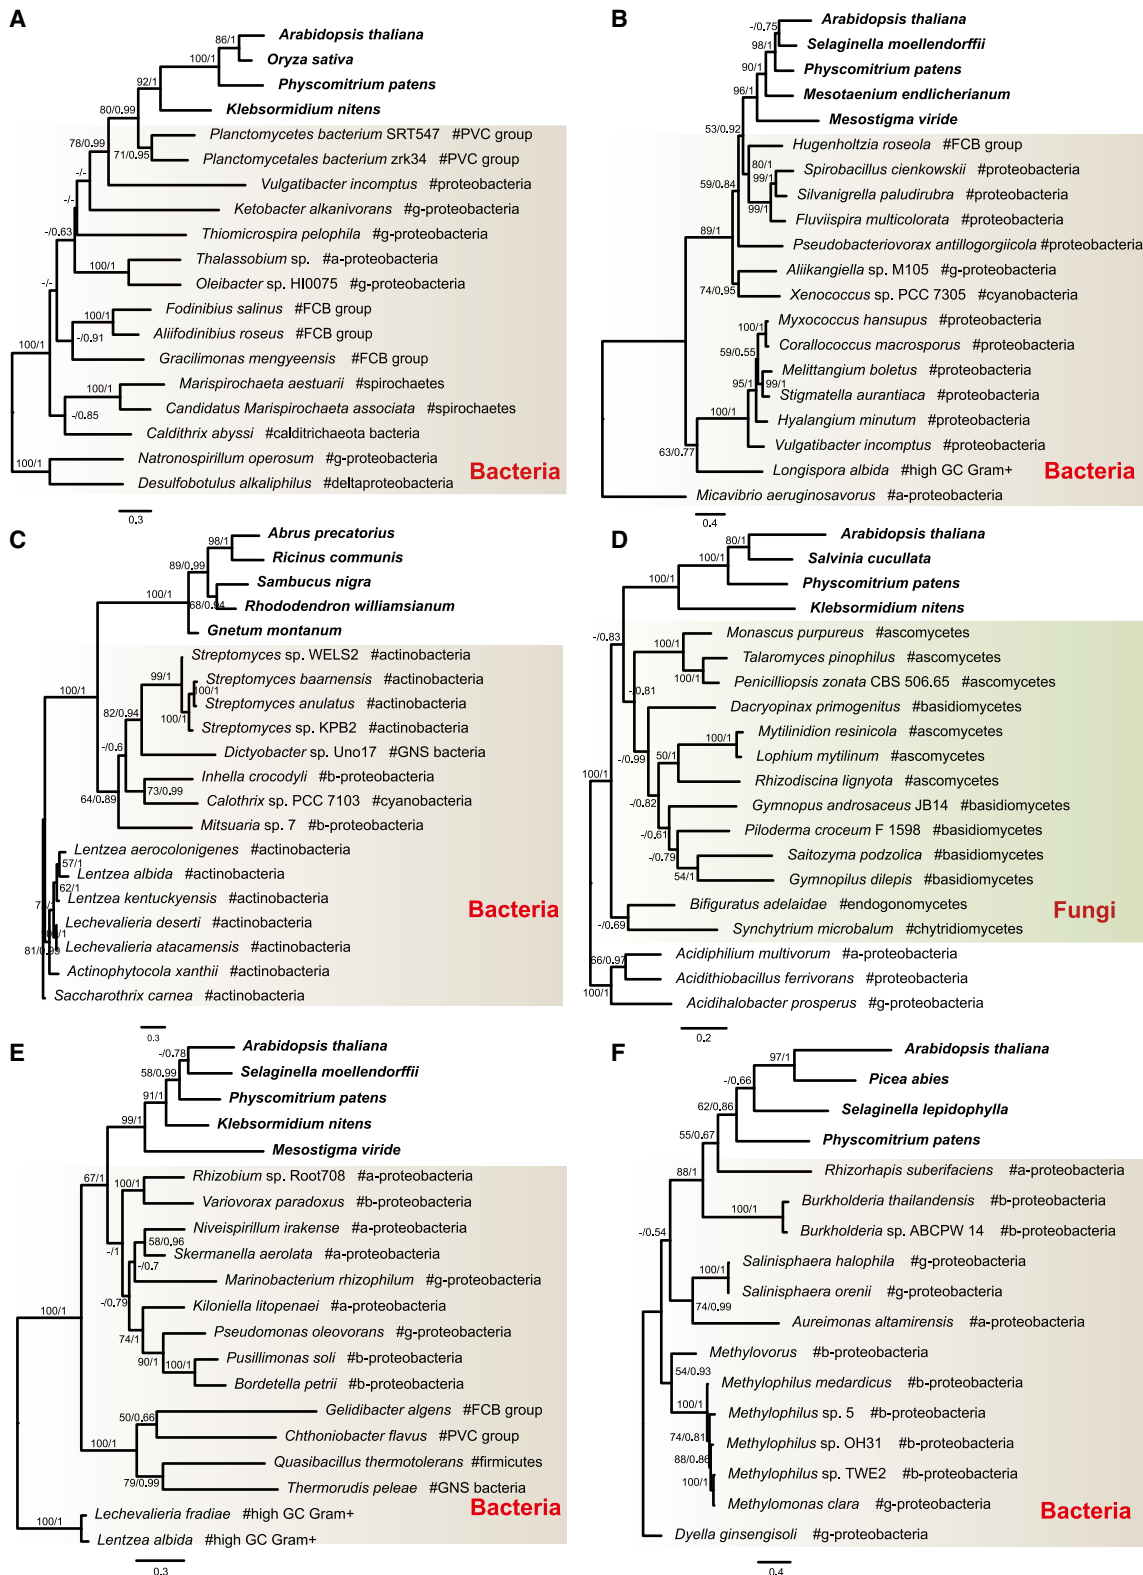 A
86/1
Arabidopsis thaliana
100/1
Oryza sativa
92/1
Physcomitrium patens
80/0.99
Klebsormidium nitens
78/0.99
Planctomycetes bacterium SRT547 #PVC group
71/0.95
Planctomycetales bacterium zrk34 #PVC group
-/-
Vulgatibacter incomptus #proteobacteria
-/-
Ketobacter alkanivorans #g-proteobacteria
-/0.63
Thiomicrospira pelophila #g-proteobacteria
Thalassobium sp. #a-proteobacteria
100/1
-/-
Oleibacter sp. HI0075 #g-proteobacteria
Fodinibius salinus #FCB group
100/1
Aliifodinibius roseus #FCB group
-/0.91
100/1
Gracilimonas mengyeensis #FCB group
Marispirochaeta aestuarii #spirochaetes
100/1
Candidatus Marispirochaeta associata #spirochaetes
-/0.85
Caldithrix abyssi #calditrichaeota bacteria
Natronospirillum operosum #g-proteobacteria
100/1
Desulfobotulus alkaliphilus #deltaproteobacteria
Bacteria
0.3
B
-/0.75
Arabidopsis thaliana
98/1
Selaginella moellendorffii
90/1
Physcomitrium patens
96/1
Mesotaenium endlicherianum
Mesostigma viride
53/0.92
Hugenholtzia roseola #FCB group
80/1
Spirobacillus cienkowskii #proteobacteria
99/1
59/0.84
Silvanigrella paludirubra #proteobacteria
99/1
Fluviispira multicolorata #proteobacteria
89/1
Pseudobacteriovorax antillogorgiicola #proteobacteria
Aliikangiella sp. M105 #g-proteobacteria
74/0.95
Xenococcus sp. PCC 7305 #cyanobacteria
Myxococcus hansupus #proteobacteria
100/1
Corallococcus macrosporus #proteobacteria
59/0.55
Melittangium boletus #proteobacteria
95/1
99/1
Stigmatella aurantiaca #proteobacteria
100/1
Hyalangium minutum #proteobacteria
Vulgatibacter incomptus #proteobacteria
63/0.77
Longispora albida #high GC Gram+
Bacteria
Micavibrio aeruginosavorus #a-proteobacteria
0.4
C
98/1
Abrus precatorius
89/0.99
Ricinus communis
Sambucus nigra
100/1
68/0.94
Rhododendron williamsianum
Gnetum montanum
Streptomyces sp. WELS2 #actinobacteria
99/1
Streptomyces baarnensis #actinobacteria
100/1
100/1
Streptomyces anulatus #actinobacteria
100/1
82/0.94
Streptomyces sp. KPB2 #actinobacteria
-/0.6
Dictyobacter sp. Uno17 #GNS bacteria
Inhella crocodyli #b-proteobacteria
73/0.99
64/0.89
Calothrix sp. PCC 7103 #cyanobacteria
Mitsuaria sp. 7 #b-proteobacteria
Lentzea aerocolonigenes #actinobacteria
57/1
Lentzea albida #actinobacteria
62/1
Lentzea kentuckyensis #actinobacteria
Lechevalieria deserti #actinobacteria
Bacteria
Lechevalieria atacamensis #actinobacteria
81/0.99
Actinophytocola xanthii #actinobacteria
Saccharothrix carnea #actinobacteria
0.3
D
80/1
Arabidopsis thaliana
100/1
Salvinia cucullata
100/1
Physcomitrium patens
Klebsormidium nitens
-/0.83
Monascus purpureus #ascomycetes
100/1
Talaromyces pinophilus #ascomycetes
100/1
Penicilliopsis zonata CBS 506.65 #ascomycetes
-/0.81
Dacryopinax primogenitus #basidiomycetes
Mytilinidion resinicola #ascomycetes
100/1
-/0.99
50/1
Lophium mytilinum #ascomycetes
100/1
Rhizodiscina lignyota #ascomycetes
-/0.82
Gymnopus androsaceus JB14 #basidiomycetes
-/0.61
Piloderma croceum F 1598 #basidiomycetes
-/0.79
Saitozyma podzolica #basidiomycetes
54/1
Gymnopilus dilepis #basidiomycetes
Bifiguratus adelaidae #endogonomycetes
Fungi
-/0.69
Synchytrium microbalum #chytridiomycetes
Acidiphilium multivorum #a-proteobacteria
66/0.97
Acidithiobacillus ferrivorans #proteobacteria
100/1
Acidihalobacter prosperus #g-proteobacteria
0.2
E
-/0.78
Arabidopsis thaliana
58/0.99
Selaginella moellendorffii
91/1
Physcomitrium patens
99/1
Klebsormidium nitens
Mesostigma viride
67/1
Rhizobium sp. Root708 #a-proteobacteria
100/1
Variovorax paradoxus #b-proteobacteria
Niveispirillum irakense #a-proteobacteria
-/1
58/0.96
Skermanella aerolata #a-proteobacteria
-/0.7
Marinobacterium rhizophilum #g-proteobacteria
-/0.79
Kiloniella litopenaei #a-proteobacteria
100/1
74/1
Pseudomonas oleovorans #g-proteobacteria
90/1
Pusillimonas soli #b-proteobacteria
100/1
Bordetella petrii #b-proteobacteria
Gelidibacter algens #FCB group
50/0.66
Chthoniobacter flavus #PVC group
100/1
Quasibacillus thermotolerans #firmicutes
79/0.99
Thermorudis peleae #GNS bacteria
Bacteria
Lechevalieria fradiae #high GC Gram+
100/1
Lentzea albida #high GC Gram+
0.3
F
97/1
Arabidopsis thaliana
-/0.66
Picea abies
62/0.86
Selaginella lepidophylla
55/0.67
Physcomitrium patens
88/1
Rhizorhapis suberifaciens #a-proteobacteria
Burkholderia thailandensis #b-proteobacteria
100/1
Burkholderia sp. ABCPW 14 #b-proteobacteria
-/0.54
Salinisphaera halophila #g-proteobacteria
100/1
Salinisphaera orenii #g-proteobacteria
74/0.99
Aureimonas altamirensis #a-proteobacteria
Methylovorus #b-proteobacteria
54/0.93
Methylophilus medardicus #b-proteobacteria
100/1
Methylophilus sp. 5 #b-proteobacteria
74/0.81
Methylophilus sp. OH31 #b-proteobacteria
88/0.86
Methylophilus sp. TWE2 #b-proteobacteria
100/1
Methylomonas clara #g-proteobacteria
Bacteria
Dyella ginsengisoli #g-proteobacteria
0.4